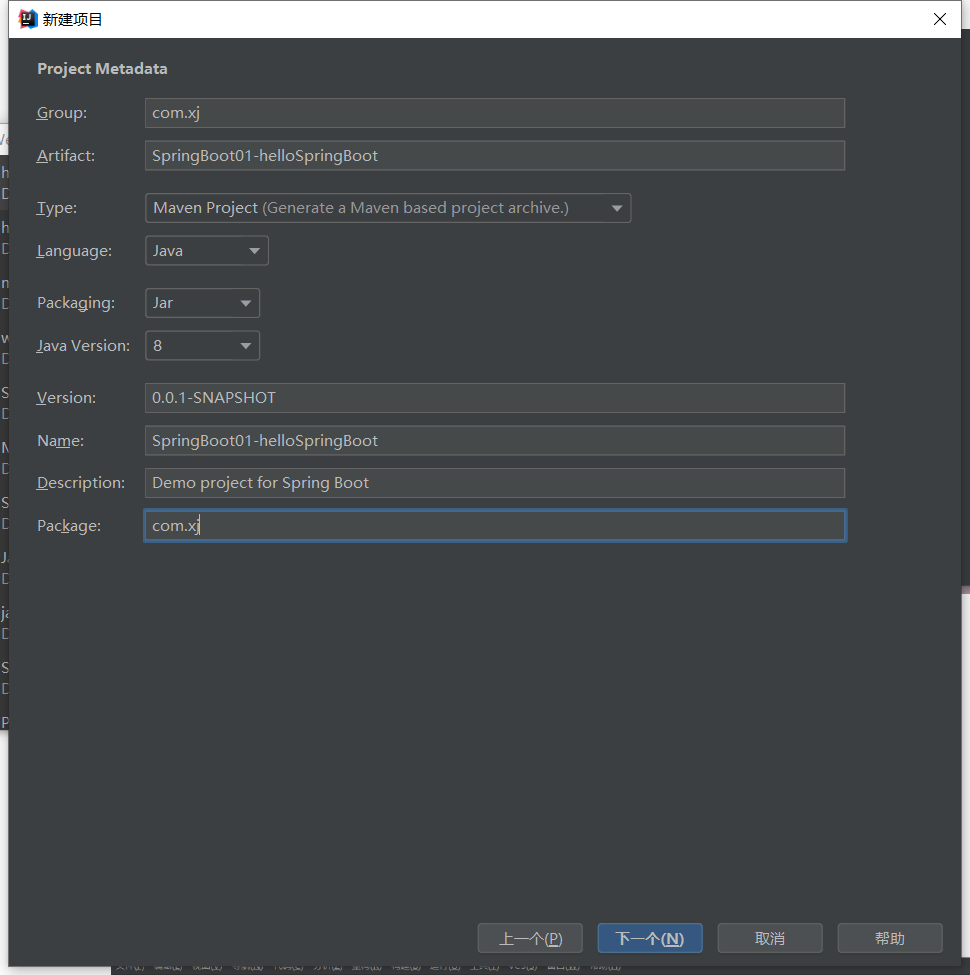 新建项目
Project Metadata
Group: com.xj
Artifact: SpringBoot01-helloSpringBoot
Type: Maven Project (Generate a Maven based project archive.)
Language: Java
Packaging: Jar
Java Version: 8
Version: 0.0.1-SNAPSHOT
Name: SpringBoot01-helloSpringBoot
Description: Demo project for Spring Boot
Package: com.xj
上一个(P) 下一个(N) 取消 帮助